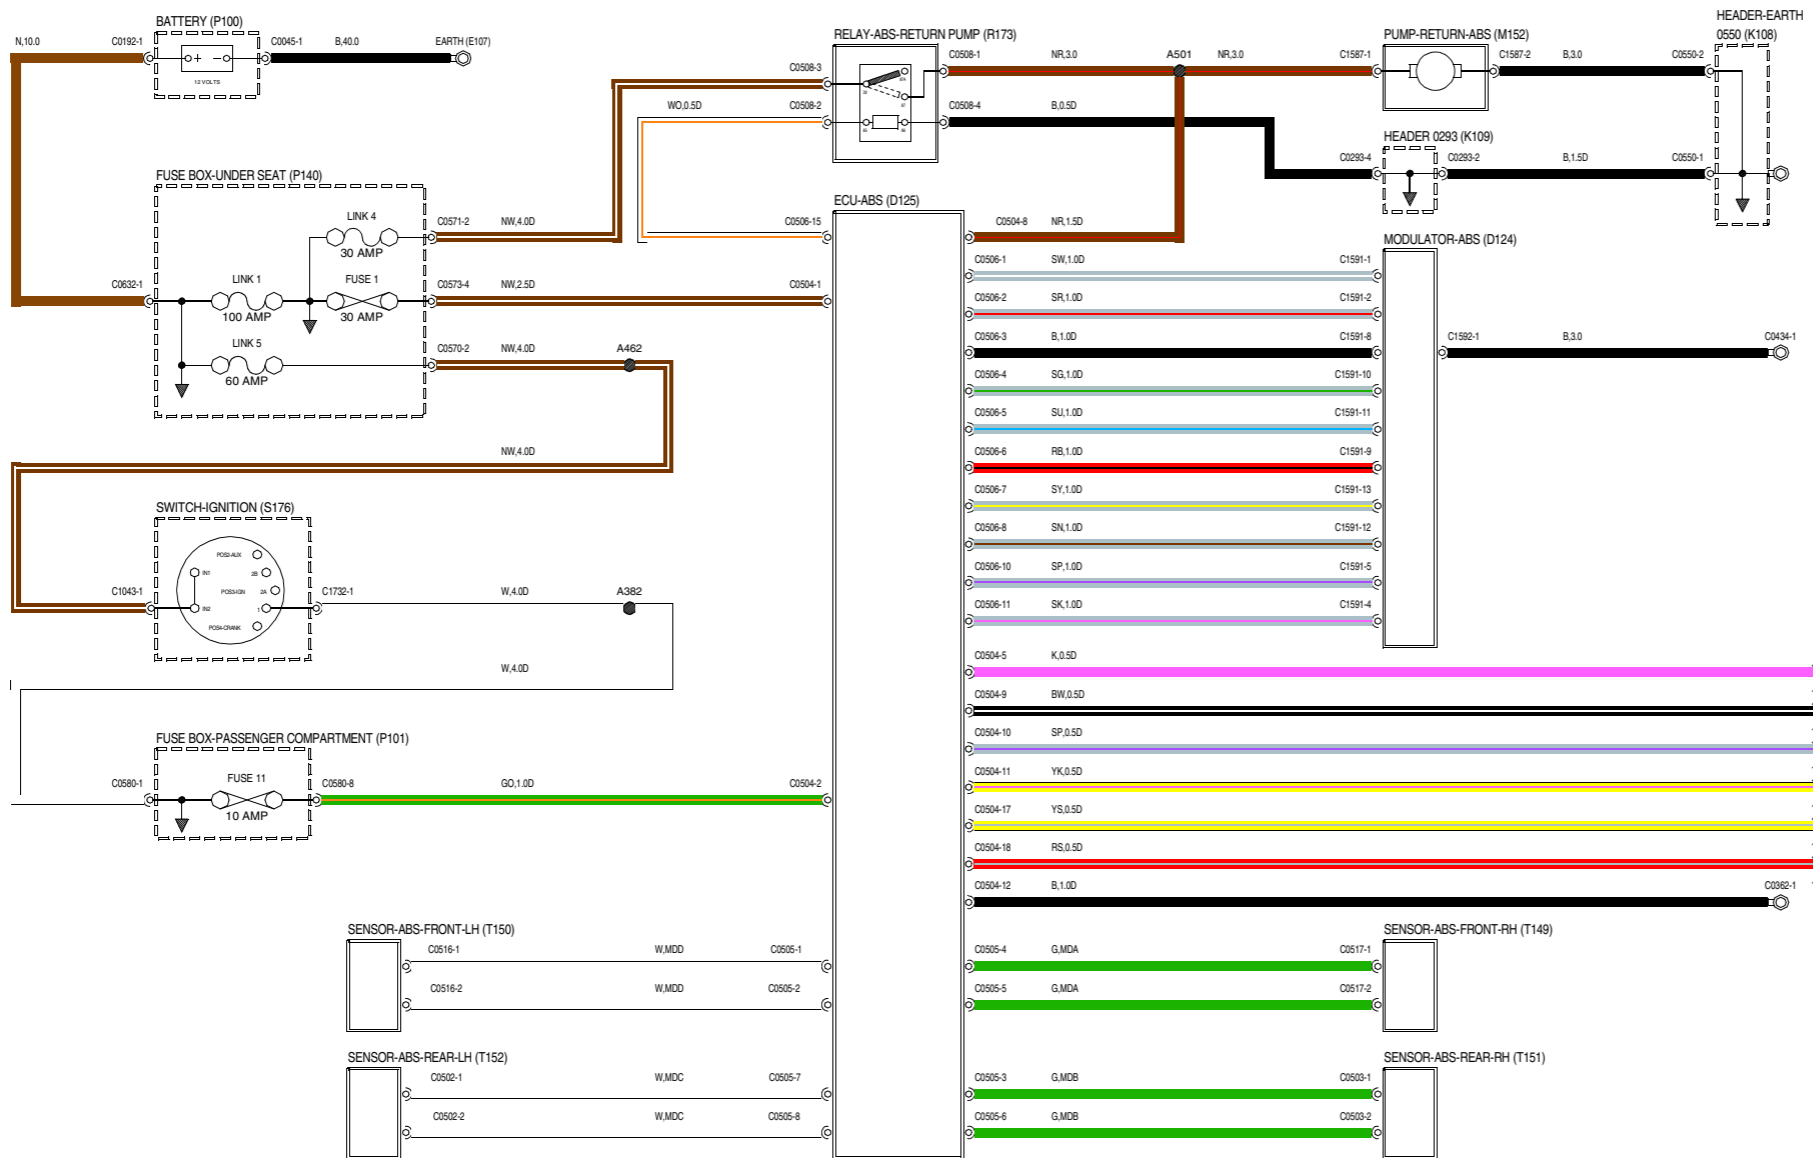 BATTERY (P100)
N,10.0
C0192-1
12 VOLTS
C0045-1
B,40.0
EARTH (E107)
FUSE BOX-UNDER SEAT (P140)
LINK 4
30 AMP
C0571-2
NW,4.0D
C0632-1
LINK 1
100 AMP
FUSE 1
30 AMP
C0573-4
NW,2.5D
C0504-1
LINK 5
60 AMP
C0570-2
NW,4.0D
A462
NW,4.0D
SWITCH-IGNITION (S176)
POS2-AUX
IN1
2B
POS3-IGN
2A
C1043-1
IN2
1
POS4-CRANK
C1732-1
W,4.0D
A382
W,4.0D
FUSE BOX-PASSENGER COMPARTMENT (P101)
C0580-1
FUSE 11
10 AMP
C0580-8
GO,1.0D
C0504-2
SENSOR-ABS-FRONT-LH (T150)
C0516-1
W,MDD
C0505-1
C0516-2
W,MDD
C0505-2
SENSOR-ABS-REAR-LH (T152)
C0502-1
W,MDC
C0505-7
C0502-2
W,MDC
C0505-8
RELAY-ABS-RETURN PUMP (R173)
C0508-3
WO,0.5D
C0508-2
C0508-1
NR,3.0
A501
NR,3.0
C1587-1
C0508-4
B,0.5D
C0293-4
PUMP-RETURN-ABS (M152)
C1587-2
B,3.0
C0550-2
HEADER-EARTH
0550 (K108)
HEADER 0293 (K109)
C0293-2
B,1.5D
C0550-1
ECU-ABS (D125)
C0506-15
C0504-8
NR,1.5D
MODULATOR-ABS (D124)
C0506-1
SW,1.0D
C1591-1
C0506-2
SR,1.0D
C1591-2
C0506-3
B,1.0D
C1591-8
C1592-1
B,3.0
C0434-1
C0506-4
SG,1.0D
C1591-10
C0506-5
SU,1.0D
C1591-11
C0506-6
RB,1.0D
C1591-9
C0506-7
SY,1.0D
C1591-13
C0506-8
SN,1.0D
C1591-12
C0506-10
SP,1.0D
C1591-5
C0506-11
SK,1.0D
C1591-4
C0504-5
K,0.5D
C0504-9
BW,0.5D
C0504-10
SP,0.5D
C0504-11
YK,0.5D
C0504-17
YS,0.5D
C0504-18
RS,0.5D
C0504-12
B,1.0D
C0362-1
SENSOR-ABS-FRONT-RH (T149)
C0505-4
G,MDA
C0517-1
C0505-5
G,MDA
C0517-2
SENSOR-ABS-REAR-RH (T151)
C0505-3
G,MDB
C0503-1
C0505-6
G,MDB
C0503-2